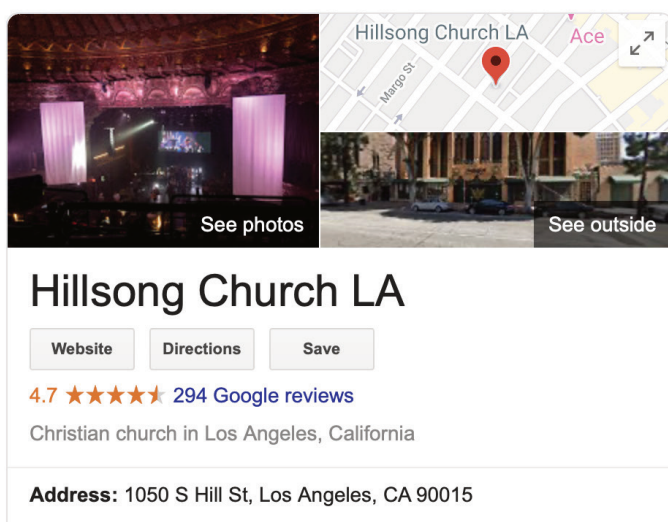 Hillsong Church LA
Ace
Margo St
See photos
See outside
Hillsong Church LA
Website
Directions
Save
4.7 294 Google reviews
Christian church in Los Angeles, California
Address: 1050 S Hill St, Los Angeles, CA 90015